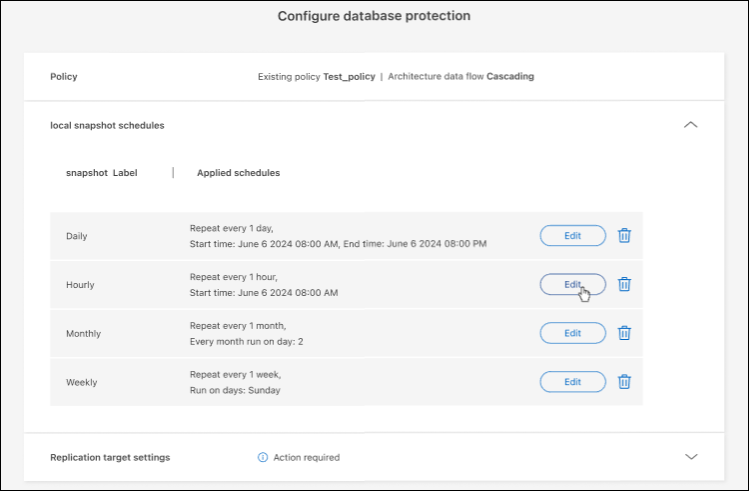 Configure database protection
Policy Existing policy Test_policy | Architecture data flow Cascading
local snapshot schedules
snapshot Label | Applied schedules
Daily
Repeat every 1 day,
Start time: June 6 2024 08:00 AM, End time: June 6 2024 08:00 PM
Edit
Hourly
Repeat every 1 hour,
Start time: June 6 2024 08:00 AM
Edit
Monthly
Repeat every 1 month,
Every month run on day: 2
Edit
Weekly
Repeat every 1 week,
Run on days: Sunday
Edit
Replication target settings Action required